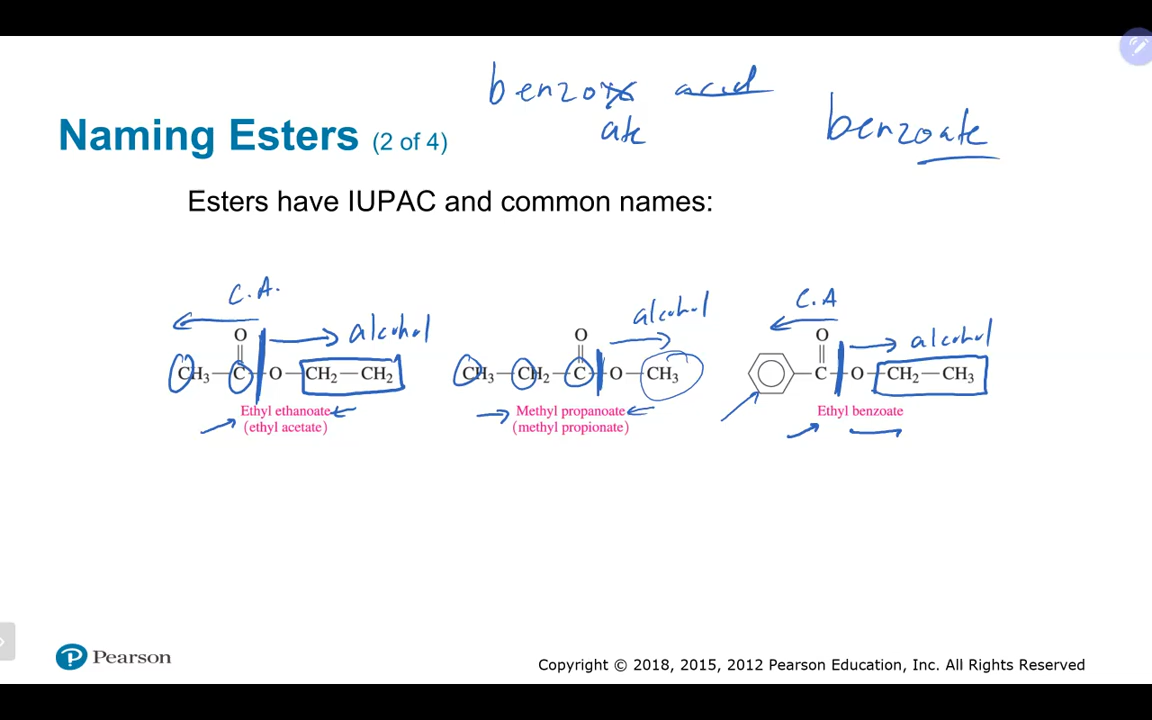 benzoic acid
ate
benzoate
Naming Esters (2 of 4)
Esters have IUPAC and common names:
C.A.
alcohol
alcohol
C.A
alcohol
O
O
O
CH₃—C—O—CH₂—CH₂
CH₃—CH₂—C—O—CH₃
C—O—CH₂—CH₃
Ethyl ethanoate
(ethyl acetate)
Methyl propanoate
(methyl propionate)
Ethyl benzoate
P Pearson
Copyright © 2018, 2015, 2012 Pearson Education, Inc. All Rights Reserved